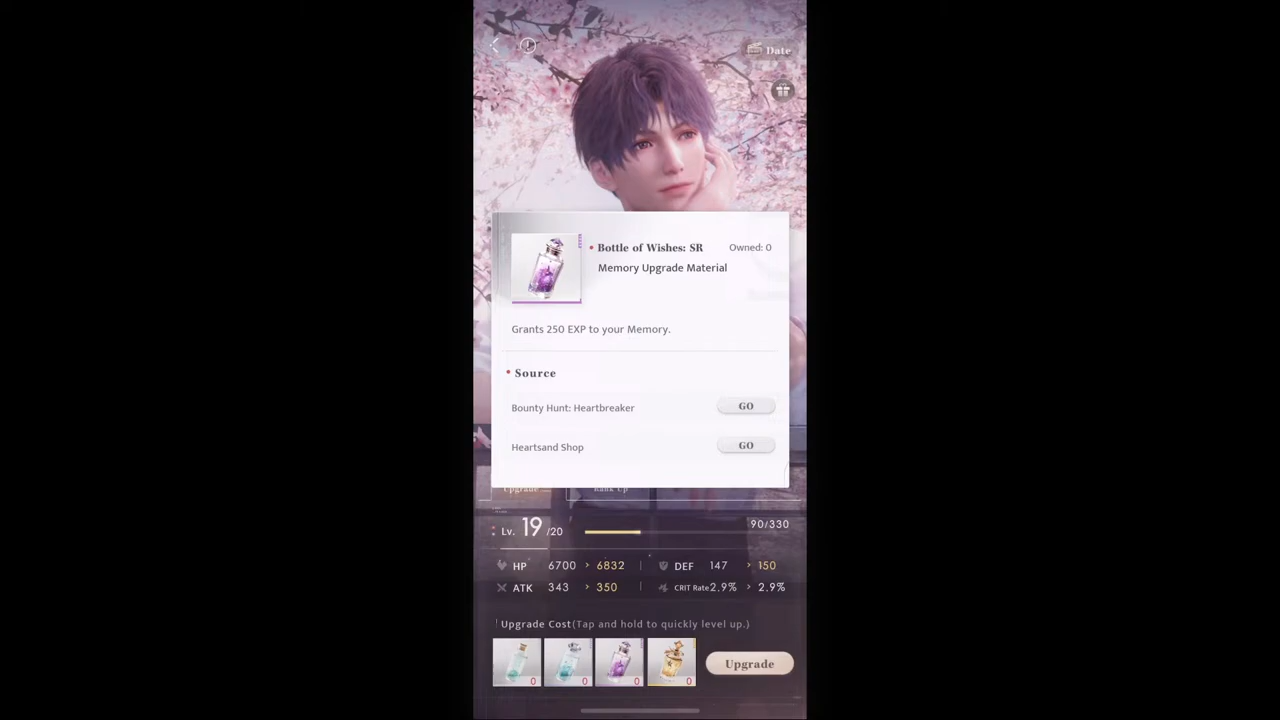 Date
Bottle of Wishes: SR Owned: 0
Memory Upgrade Material
Grants 250 EXP to your Memory.
Source
Bounty Hunt: Heartbreaker GO
Heartsand Shop GO
Upgrade Rank Up
Lv. 19 /20 90/330
HP 6700 > 6832 DEF 147 > 150
ATK 343 > 350 CRIT Rate 2.9% > 2.9%
Upgrade Cost(Tap and hold to quickly level up.)
0 0 0 0 Upgrade